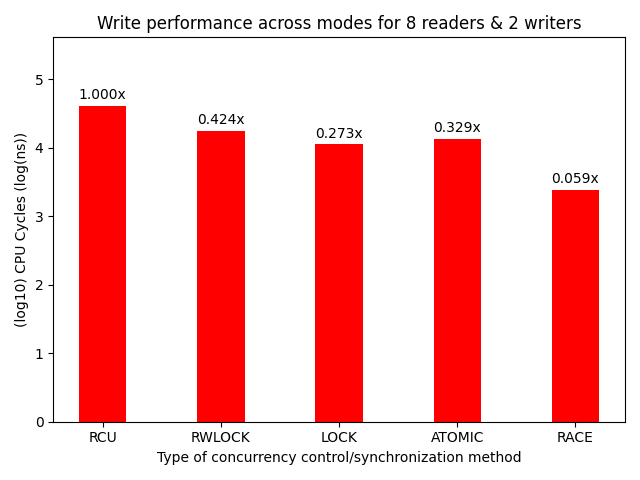 Write performance across modes for 8 readers & 2 writers
(log10) CPU Cycles (log(ns))
5
4
3
2
1
0
1.000x
0.424x
0.273x
0.329x
0.059x
RCU
RWLOCK
LOCK
ATOMIC
RACE
Type of concurrency control/synchronization method